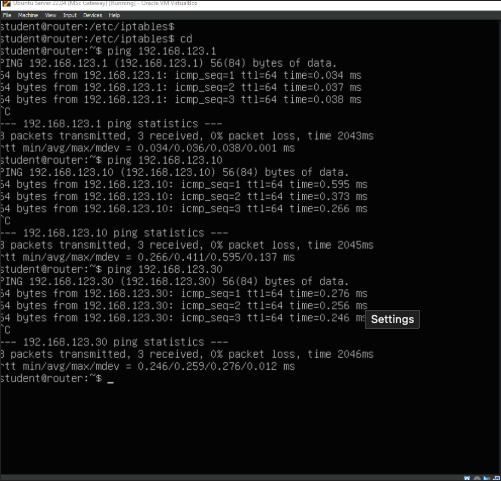 Ubuntu Server 22.04 (MSc Gateway) [Running] - Oracle VM VirtualBox
File Machine View Input Devices Help
student@router:/etc/iptables$
student@router:/etc/iptables$ cd
student@router:~$ ping 192.168.123.1
PING 192.168.123.1 (192.168.123.1) 56(84) bytes of data.
64 bytes from 192.168.123.1: icmp_seq=1 ttl=64 time=0.034 ms
64 bytes from 192.168.123.1: icmp_seq=2 ttl=64 time=0.037 ms
64 bytes from 192.168.123.1: icmp_seq=3 ttl=64 time=0.038 ms
^C
--- 192.168.123.1 ping statistics ---
3 packets transmitted, 3 received, 0% packet loss, time 2043ms
rtt min/avg/max/mdev = 0.034/0.036/0.038/0.001 ms
student@router:~$ ping 192.168.123.10
PING 192.168.123.10 (192.168.123.10) 56(84) bytes of data.
64 bytes from 192.168.123.10: icmp_seq=1 ttl=64 time=0.595 ms
64 bytes from 192.168.123.10: icmp_seq=2 ttl=64 time=0.373 ms
64 bytes from 192.168.123.10: icmp_seq=3 ttl=64 time=0.266 ms
^C
--- 192.168.123.10 ping statistics ---
3 packets transmitted, 3 received, 0% packet loss, time 2045ms
rtt min/avg/max/mdev = 0.266/0.411/0.595/0.137 ms
student@router:~$ ping 192.168.123.30
PING 192.168.123.30 (192.168.123.30) 56(84) bytes of data.
64 bytes from 192.168.123.30: icmp_seq=1 ttl=64 time=0.276 ms
64 bytes from 192.168.123.30: icmp_seq=2 ttl=64 time=0.256 ms
64 bytes from 192.168.123.30: icmp_seq=3 ttl=64 time=0.246 ms
Settings
^C
--- 192.168.123.30 ping statistics ---
3 packets transmitted, 3 received, 0% packet loss, time 2046ms
rtt min/avg/max/mdev = 0.246/0.259/0.276/0.012 ms
student@router:~$ _